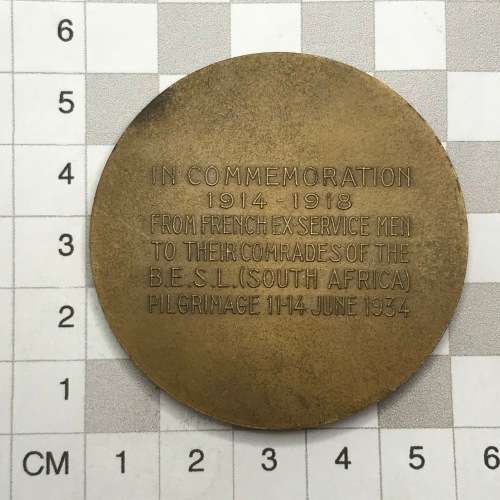 6
5
4
3
2
1
IN COMMEMORATION
1914 - 1918
FROM FRENCH EX-SERVICE MEN
TO THEIR COMRADES OF THE
B.E.S.L. (SOUTH AFRICA)
PILGRIMAGE 11-14 JUNE 1934
CM 1 2 3 4 5 6